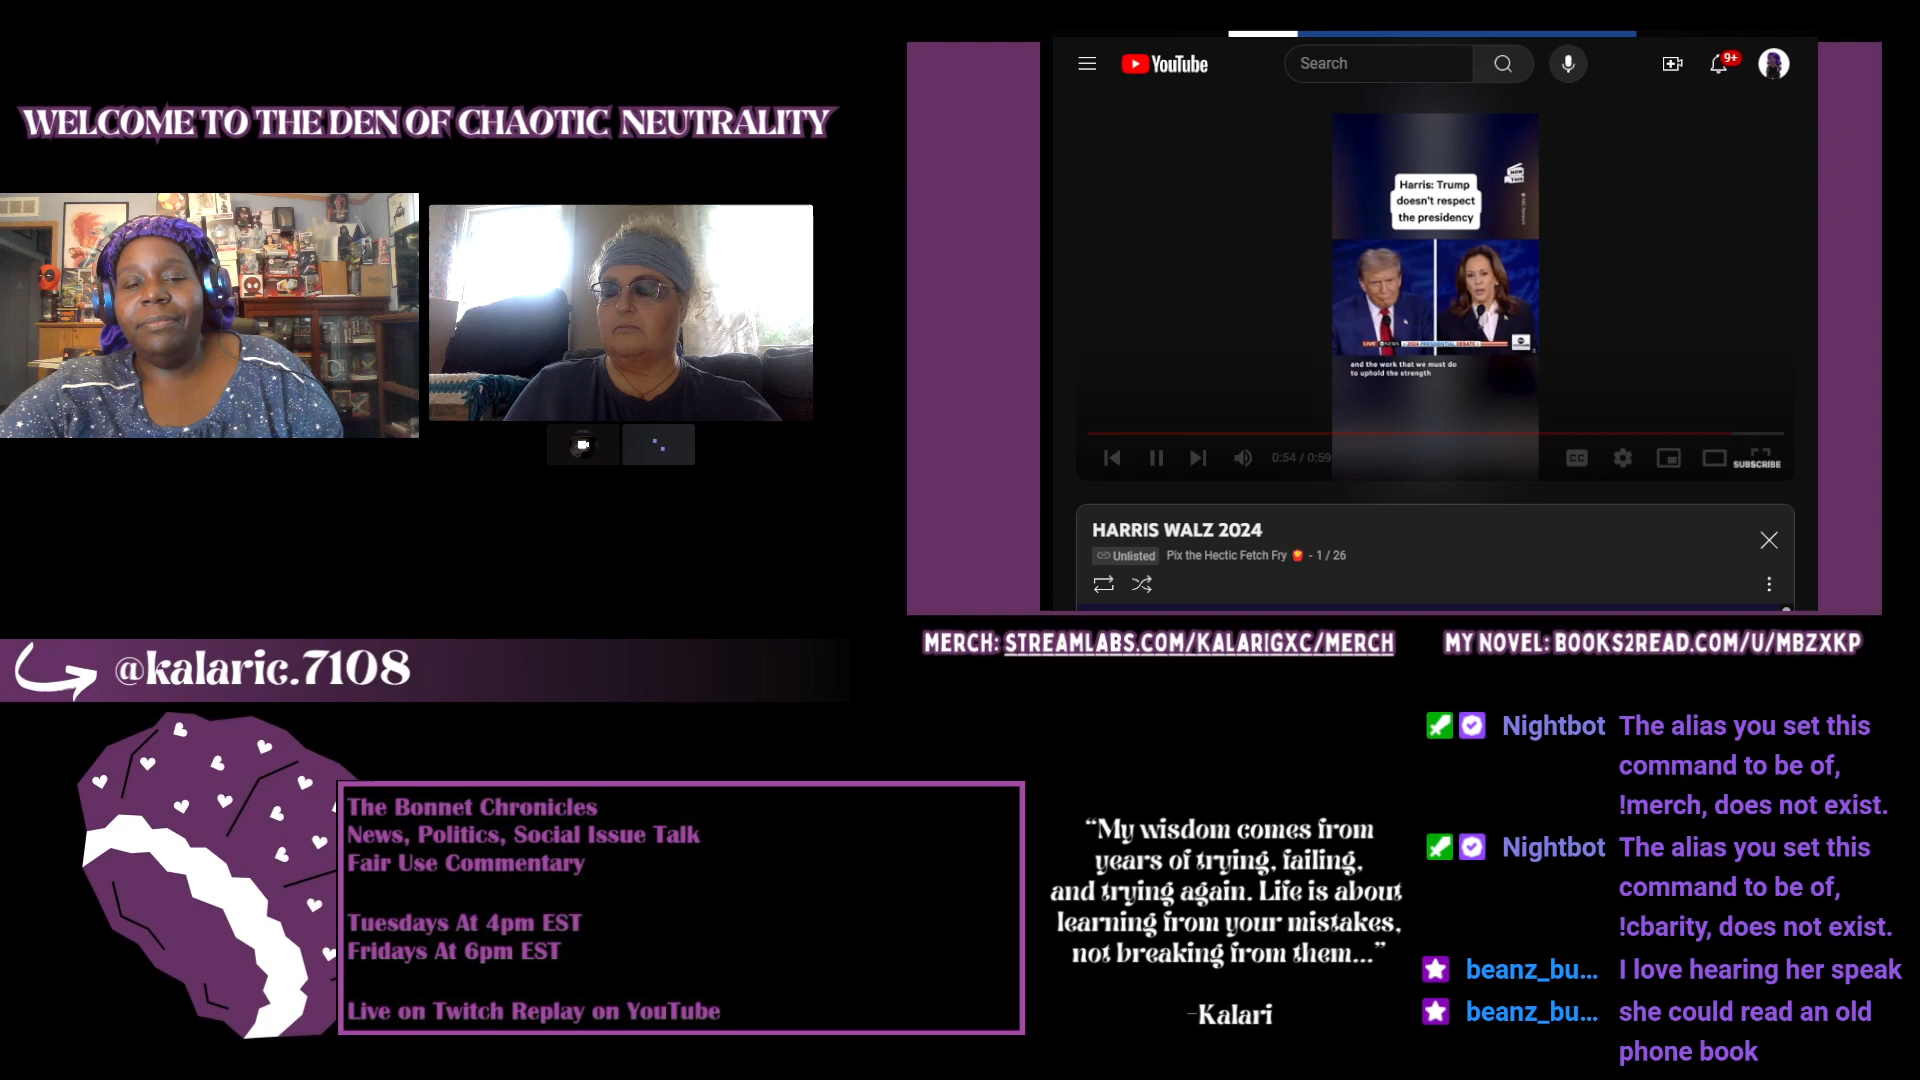 WELCOME TO THE DEN OF CHAOTIC NEUTRALITY
YouTube
Search
9+
Harris: Trump
doesn't respect
the presidency
LIVE
NEWS
2024 PRESIDENTIAL DEBATE
and the work that we must do
to uphold the strength
0:54 / 0:59
CC
SUBSCRIBE
HARRIS WALZ 2024
Unlisted Pix the Hectic Fetch Fry 🍟 - 1 / 26
MERCH: STREAMLABS.COM/KALARIGXC/MERCH
MY NOVEL: BOOKS2READ.COM/U/MBZXKP
@kalaric.7108
The Bonnet Chronicles
News, Politics, Social Issue Talk
Fair Use Commentary
Tuesdays At 4pm EST
Fridays At 6pm EST
Live on Twitch Replay on YouTube
“My wisdom comes from
years of trying, failing,
and trying again. Life is about
learning from your mistakes,
not breaking from them...”
-Kalari
Nightbot The alias you set this
command to be of,
!merch, does not exist.
Nightbot The alias you set this
command to be of,
!cbarity, does not exist.
beanz_bu... I love hearing her speak
beanz_bu... she could read an old
phone book